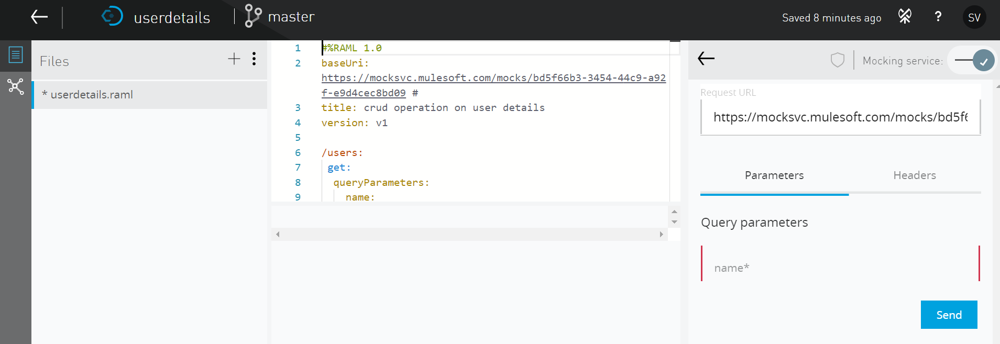 userdetails
master
Saved 8 minutes ago
?
SV
Files
* userdetails.raml
1 #%RAML 1.0
2 baseUri:
https://mocksvc.mulesoft.com/mocks/bd5f66b3-3454-44c9-a92
f-e9d4cec8bd09 #
3 title: crud operation on user details
4 version: v1
5
6 /users:
7 get:
8 queryParameters:
9 name:
Mocking service:
Request URL
https://mocksvc.mulesoft.com/mocks/bd5f6
Parameters
Headers
Query parameters
name*
Send